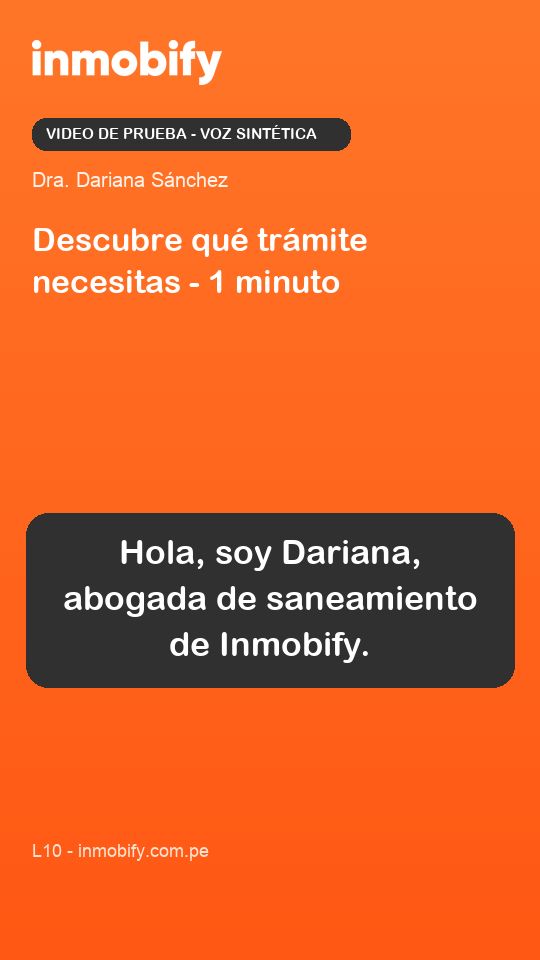 inmobify
VIDEO DE PRUEBA - VOZ SINTÉTICA
Dra. Dariana Sánchez
Descubre qué trámite
necesitas - 1 minuto
Hola, soy Dariana,
abogada de saneamiento
de Inmobify.
L10 - inmobify.com.pe